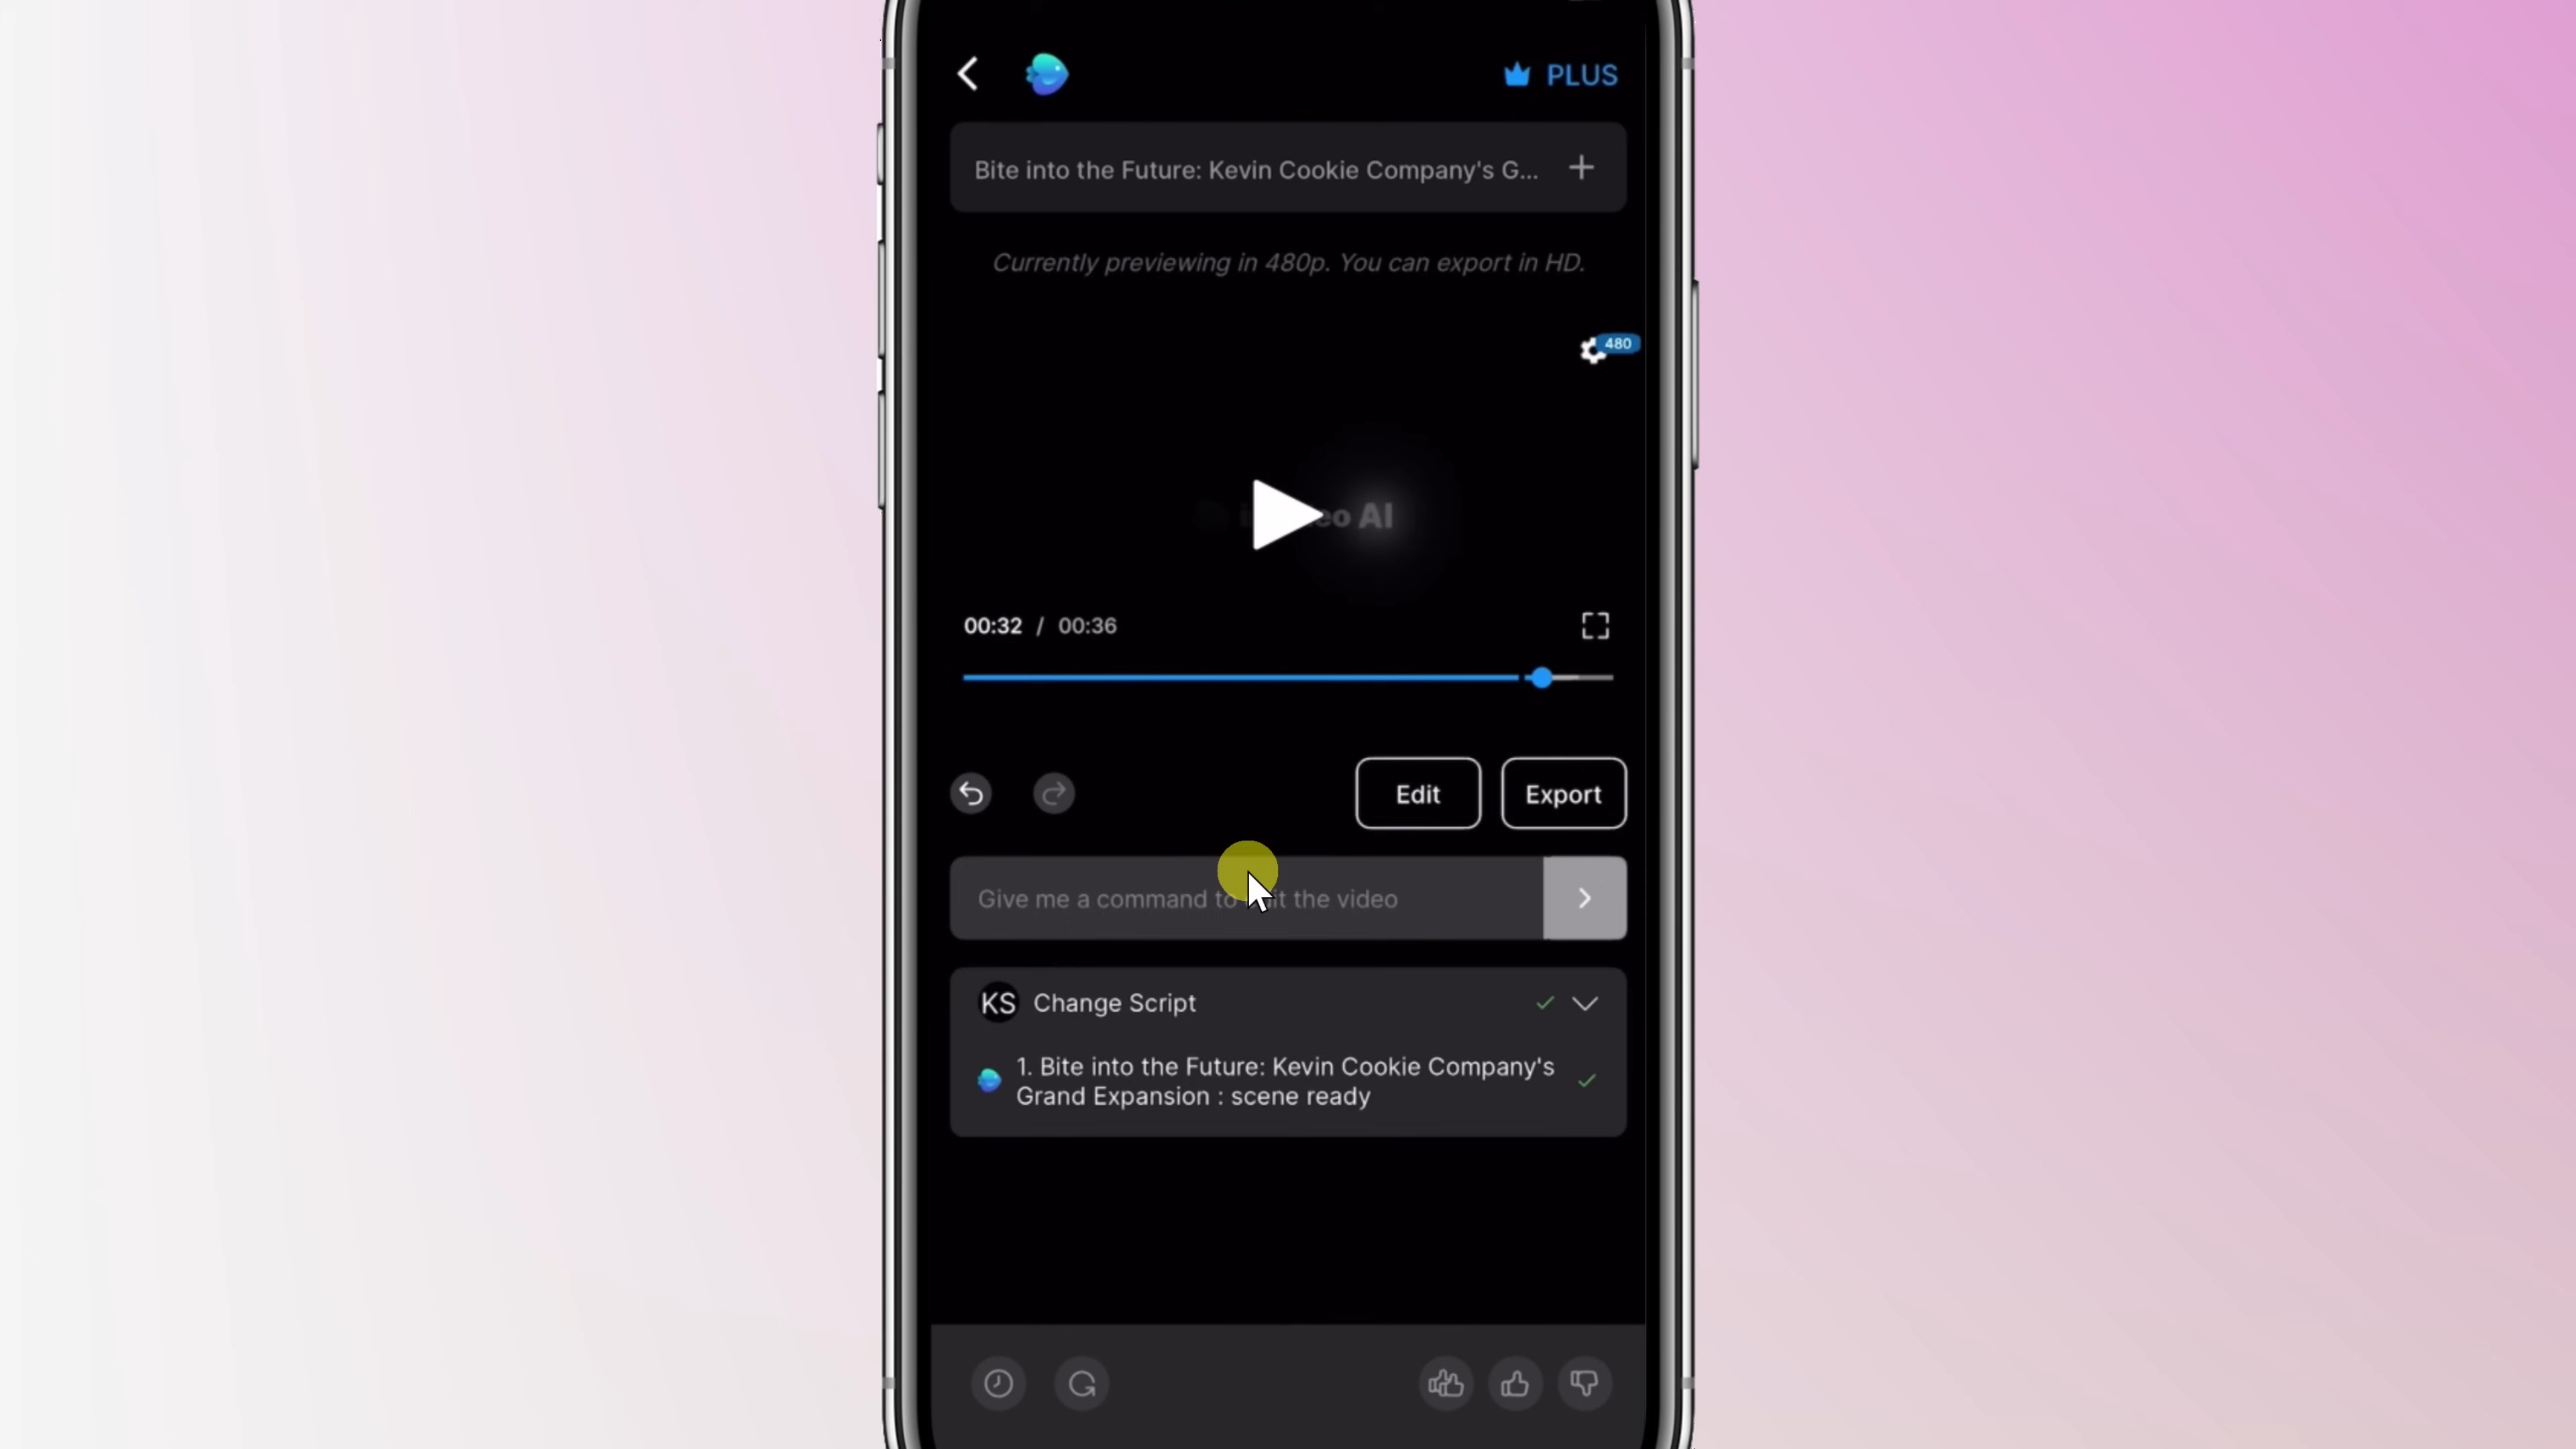 PLUS
Bite into the Future: Kevin Cookie Company's G...
Currently previewing in 480p. You can export in HD.
480
AI
00:32 / 00:36
Edit
Export
Give me a command to the video
KS Change Script
1. Bite into the Future: Kevin Cookie Company's
Grand Expansion : scene ready